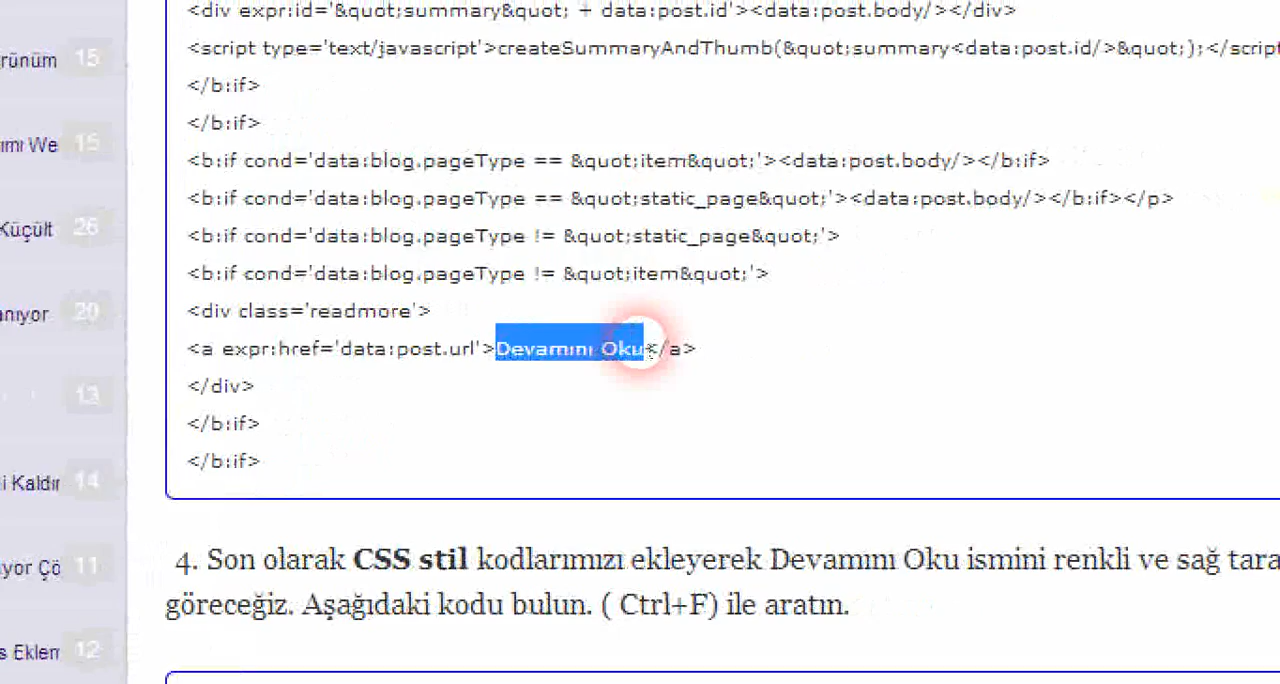 <div expr:id='&quot;summary&quot; + data:post.id'><data:post.body/></div>
rünüm 15
<script type='text/javascript'>createSummaryAndThumb(&quot;summary<data:post.id/>&quot;);</script
</b:if>
</b:if>
ımı We 15
<b:if cond='data:blog.pageType == &quot;item&quot;'><data:post.body/></b:if>
<b:if cond='data:blog.pageType == &quot;static_page&quot;'><data:post.body/></b:if></p>
Küçült 26
<b:if cond='data:blog.pageType != &quot;static_page&quot;'>
<b:if cond='data:blog.pageType != &quot;item&quot;'>
anıyor 20
<div class='readmore'>
<a expr:href='data:post.url'>Devamını Oku</a>
</div>
13
</b:if>
</b:if>
i Kaldır 14
4. Son olarak CSS stil kodlarımızı ekleyerek Devamını Oku ismini renkli ve sağ tara
ıyor Çö 11
göreceğiz. Aşağıdaki kodu bulun. ( Ctrl+F) ile aratın.
s Eklem 12